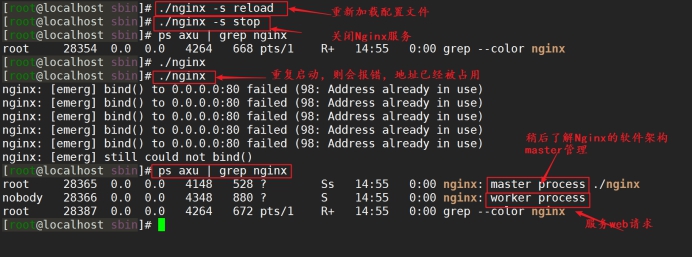 [root@localhost sbin]# ./nginx -s reload 重新加载配置文件
[root@localhost sbin]# ./nginx -s stop
[root@localhost sbin]# ps axu | grep nginx 关闭Nginx服务
root 28354 0.0 0.0 4264 668 pts/1 R+ 14:55 0:00 grep --color nginx
[root@localhost sbin]# ./nginx
[root@localhost sbin]# ./nginx 重复启动，则会报错，地址已经被占用
nginx: [emerg] bind() to 0.0.0.0:80 failed (98: Address already in use)
nginx: [emerg] bind() to 0.0.0.0:80 failed (98: Address already in use)
nginx: [emerg] bind() to 0.0.0.0:80 failed (98: Address already in use)
nginx: [emerg] bind() to 0.0.0.0:80 failed (98: Address already in use)
nginx: [emerg] bind() to 0.0.0.0:80 failed (98: Address already in use)
稍后了解Nginx的软件架构
master管理
nginx: [emerg] still could not bind()
[root@localhost sbin]# ps axu | grep nginx
root 28365 0.0 0.0 4148 528 ? Ss 14:55 0:00 nginx: master process ./nginx
nobody 28366 0.0 0.0 4348 880 ? S 14:55 0:00 nginx: worker process
root 28387 0.0 0.0 4264 672 pts/1 R+ 14:55 0:00 grep --color nginx
[root@localhost sbin]# 服务web请求